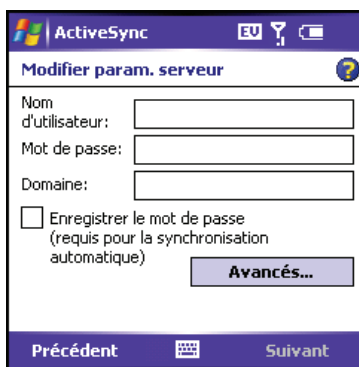 ActiveSync EV
Modifier param. serveur ?
Nom
d'utilisateur:
Mot de passe:
Domaine:
Enregistrer le mot de passe
(requis pour la synchronisation
automatique)
Avancés...
Précédent Suivant